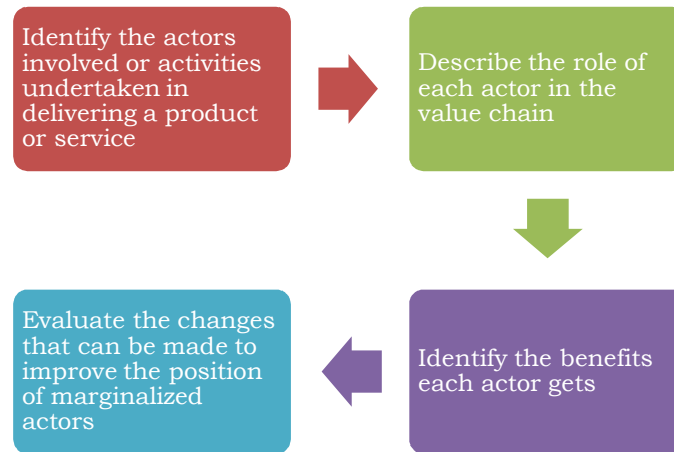 Identify the actors
involved or activities
undertaken in
delivering a product
or service
Describe the role of
each actor in the
value chain
Identify the benefits
each actor gets
Evaluate the changes
that can be made to
improve the position
of marginalized
actors